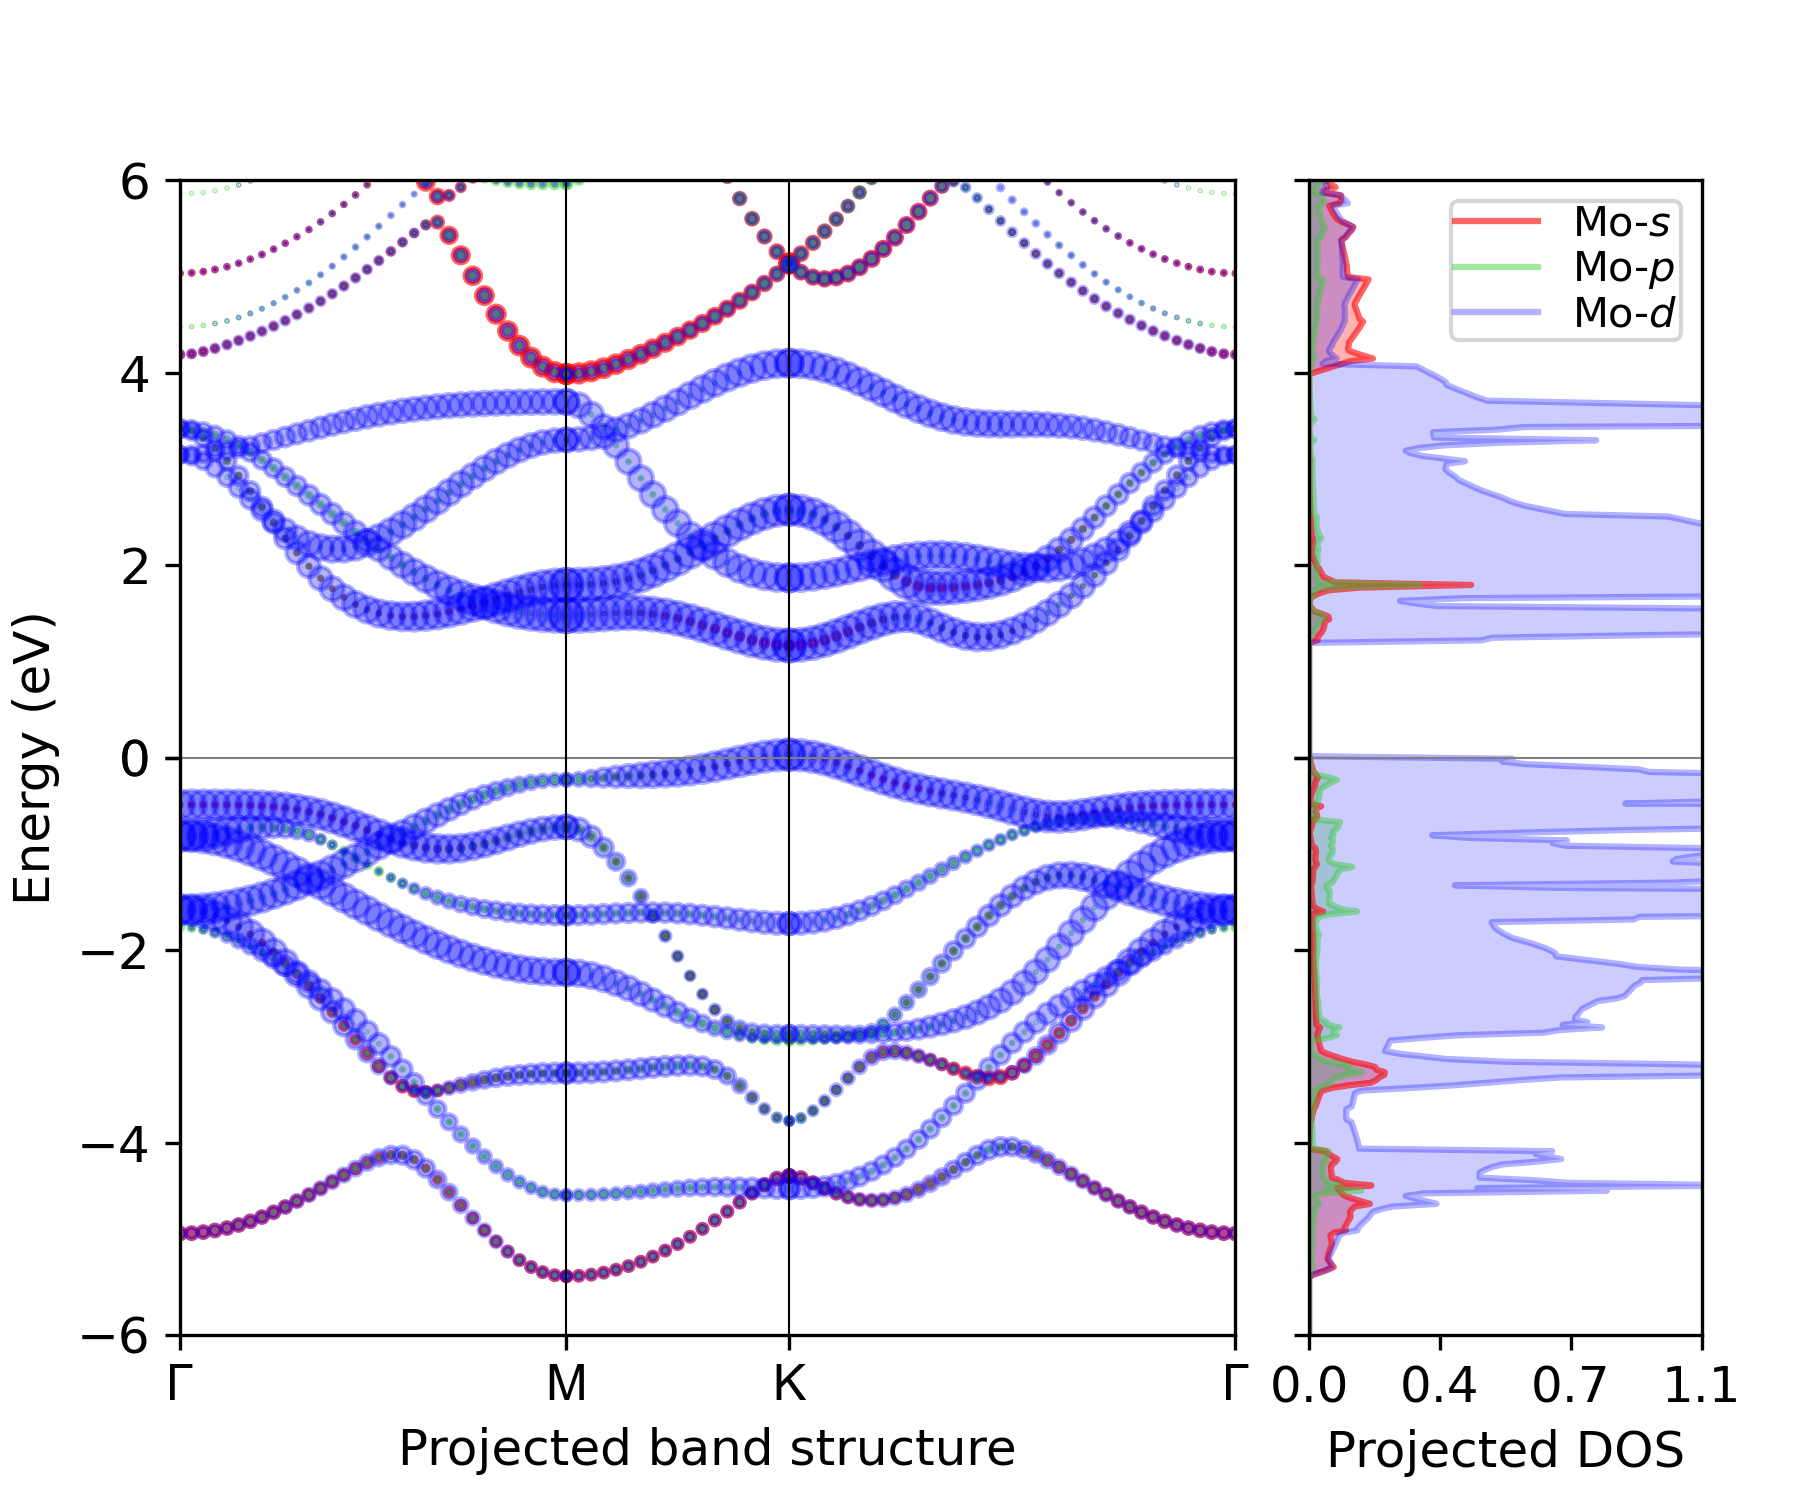 Energy (eV)
6
4
2
0
−2
−4
−6
Γ M K Γ
Projected band structure
Mo-s
Mo-p
Mo-d
0.0 0.4 0.7 1.1
Projected DOS